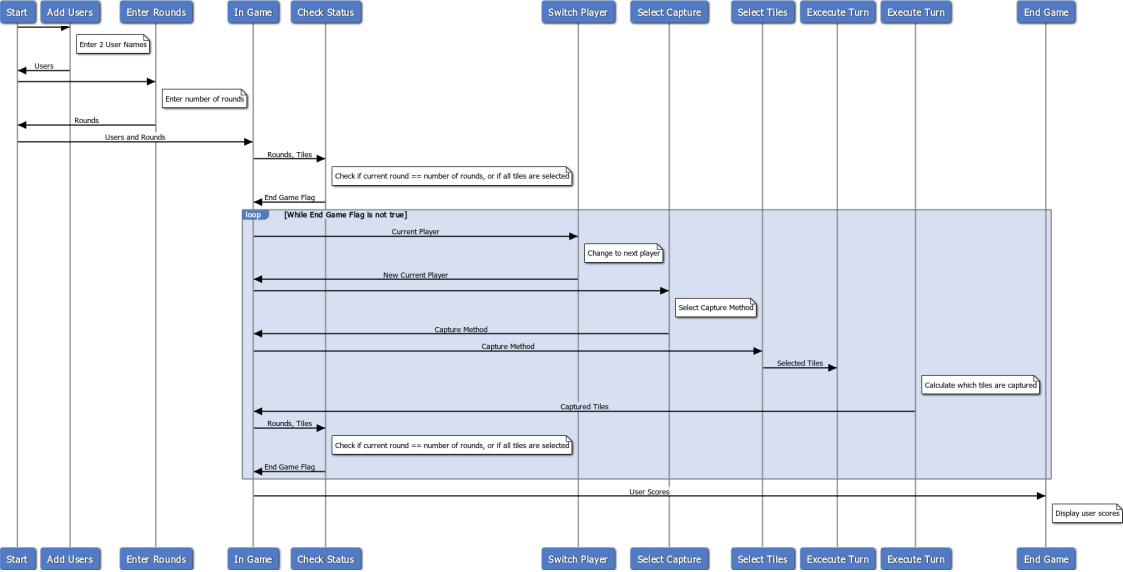 Start Add Users Enter Rounds In Game Check Status Switch Player Select Capture Select Tiles Excecute Turn Execute Turn End Game
Enter 2 User Names
Users
Enter number of rounds
Rounds
Users and Rounds
Rounds, Tiles
Check if current round == number of rounds, or if all tiles are selected
End Game Flag
loop [While End Game Flag is not true]
Current Player
Change to next player
New Current Player
Select Capture Method
Capture Method
Capture Method
Selected Tiles
Calculate which tiles are captured
Captured Tiles
Rounds, Tiles
Check if current round == number of rounds, or if all tiles are selected
End Game Flag
User Scores
Display user scores
Start Add Users Enter Rounds In Game Check Status Switch Player Select Capture Select Tiles Excecute Turn Execute Turn End Game